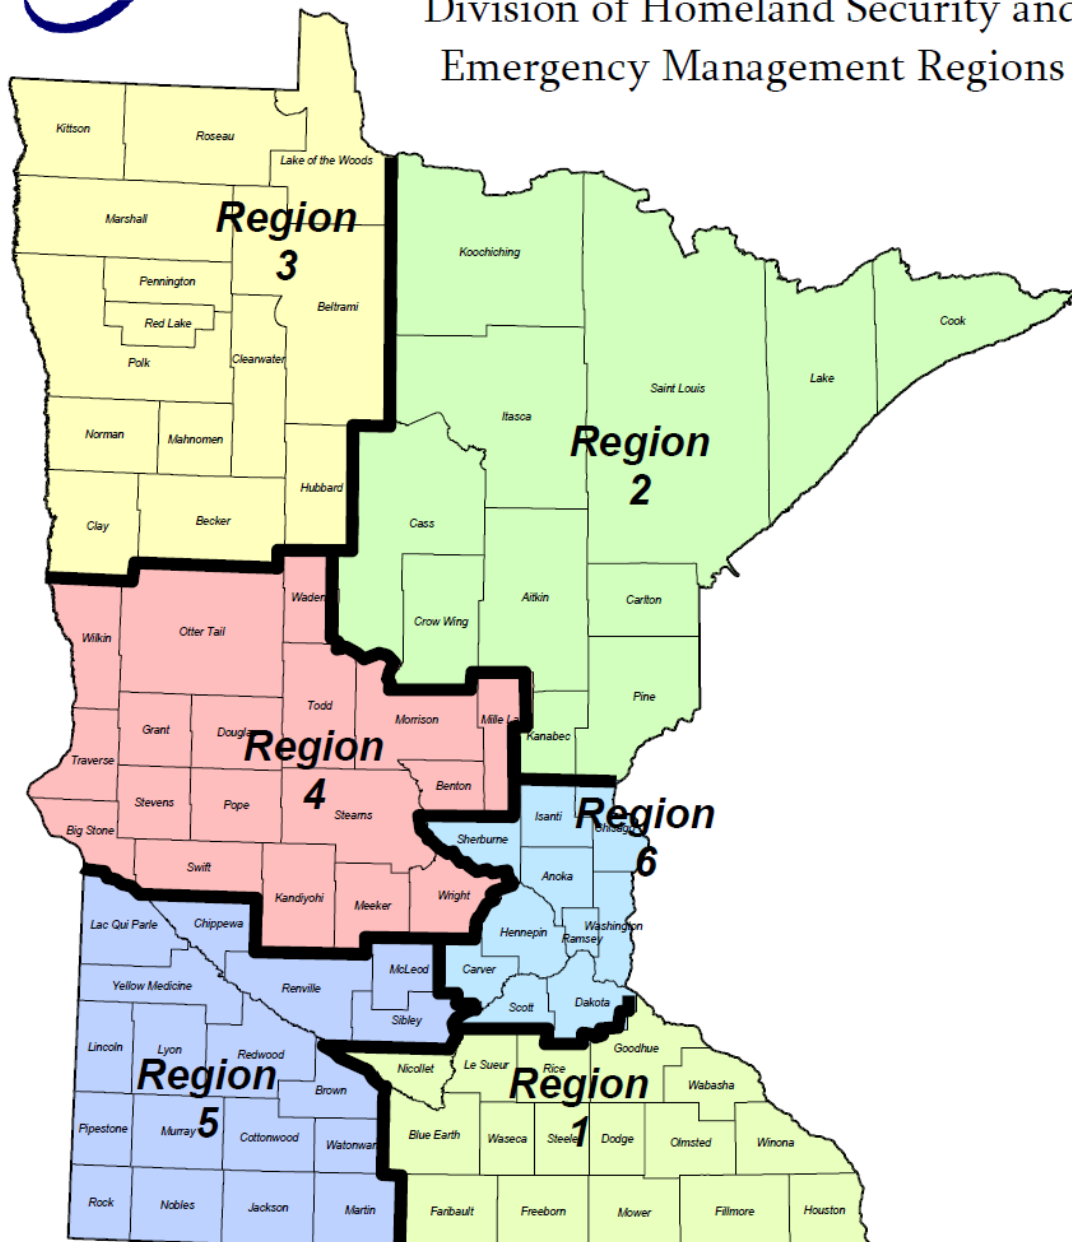 Division of Homeland Security and
Emergency Management Regions
Kittson
Roseau
Lake of the Woods
Marshall
Region
3
Koochiching
Pennington
Beltrami
Red Lake
Cook
Polk
Clearwater
Lake
Saint Louis
Itasca
Norman
Mahnomen
Region
2
Hubbard
Clay
Becker
Cass
Waden
Aitkin
Carlton
Crow Wing
Wilkin
Otter Tail
Pine
Todd
Morrison
Mille La
Grant
Dougla
Kanabec
Region
4
Traverse
Benton
Stevens
Pope
Stearns
Isanti
Region
6
Chisago
Big Stone
Sherburne
Swift
Anoka
Kandiyohi
Meeker
Wright
Lac Qui Parle
Chippewa
Hennepin
Washington
Ramsey
McLeod
Carver
Yellow Medicine
Renville
Scott
Dakota
Sibley
Lincoln
Lyon
Redwood
Goodhue
Region
5
Nicollet
Le Sueur
Rice
Region
1
Brown
Wabasha
Pipestone
Murray
Cottonwood
Watonwan
Blue Earth
Waseca
Steele
Dodge
Olmsted
Winona
Rock
Nobles
Jackson
Martin
Faribault
Freeborn
Mower
Fillmore
Houston